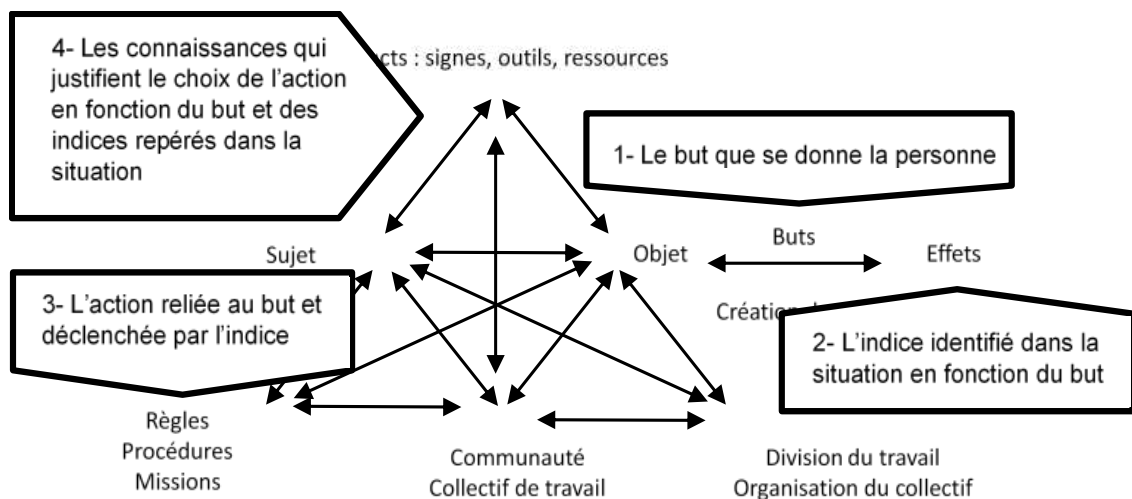 4- Les connaissances qui
justifient le choix de l'action
en fonction du but et des
indices repérés dans la
situation
: signes, outils, ressources
1- Le but que se donne la personne
Sujet
Objet
Buts
Effets
3- L'action reliée au but et
déclenchée par l'indice
Création
2- L'indice identifié dans la
situation en fonction du but
Règles
Procédures
Missions
Communauté
Collectif de travail
Division du travail
Organisation du collectif